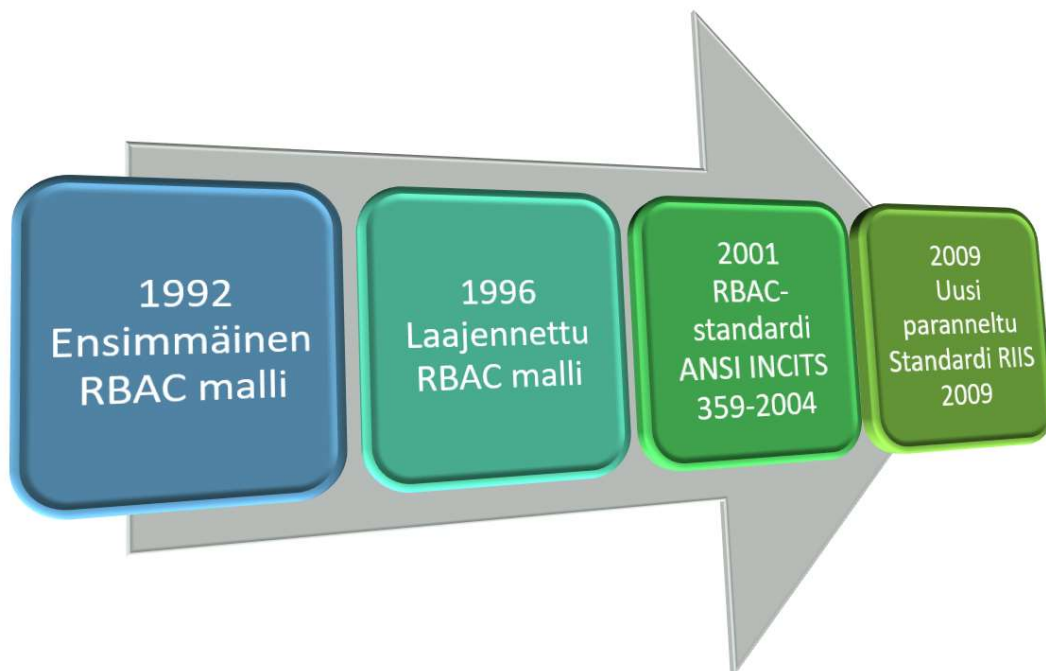 1992
Ensimmäinen
RBAC malli
1996
Laajennettu
RBAC malli
2001
RBAC-
standardi
ANSI INCITS
359-2004
2009
Uusi
paranneltu
Standardi RIIS
2009